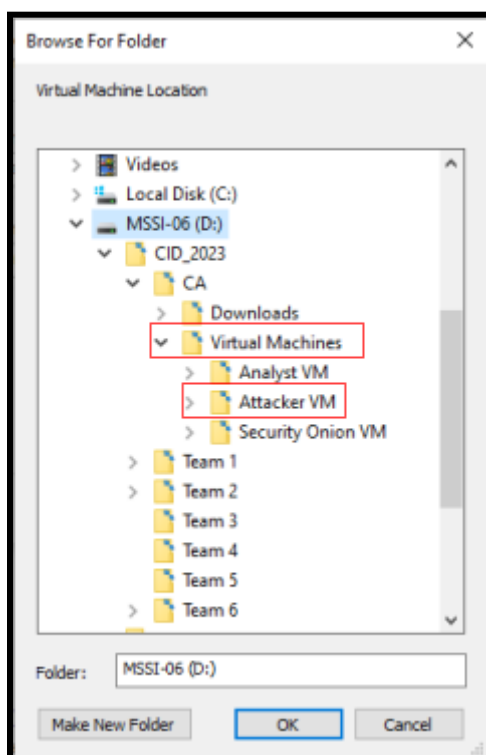 Browse For Folder
Virtual Machine Location
Videos
Local Disk (C:)
MSSI-06 (D:)
CID_2023
CA
Downloads
Virtual Machines
Analyst VM
Attacker VM
Security Onion VM
Team 1
Team 2
Team 3
Team 4
Team 5
Team 6
Folder: MSSI-06 (D:)
Make New Folder OK Cancel